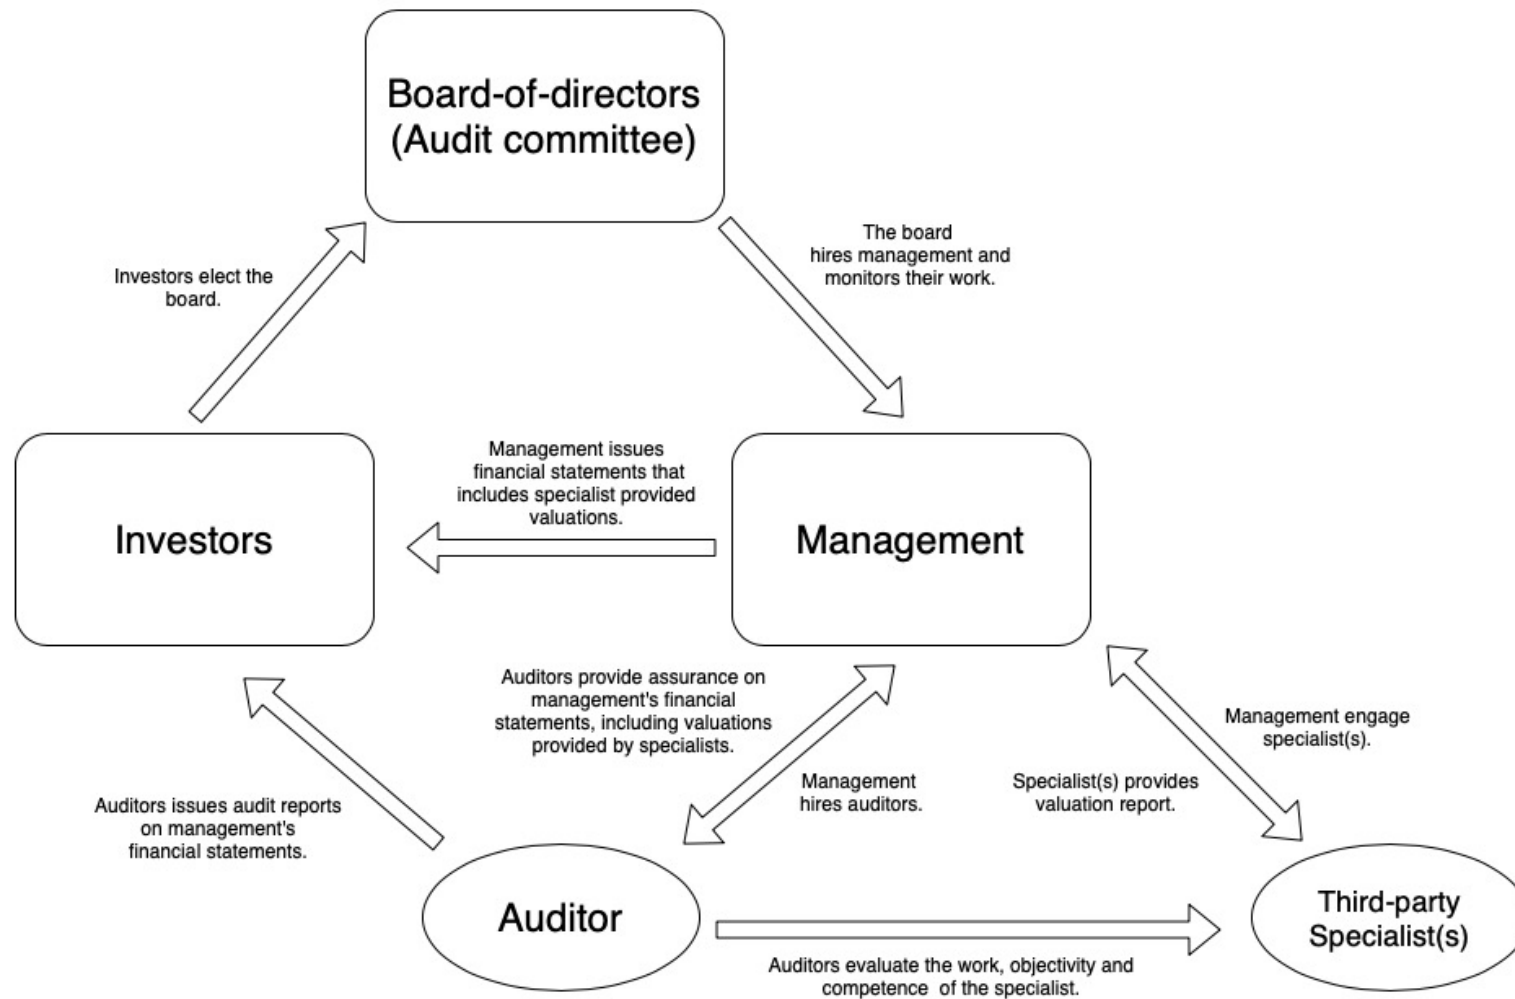 Board-of-directors
(Audit committee)
Investors elect the
board.
The board
hires management and
monitors their work.
Management issues
financial statements that
includes specialist provided
valuations.
Investors
Management
Auditors provide assurance on
management's financial
statements, including valuations
provided by specialists.
Management
hires auditors.
Management engage
specialist(s).
Specialist(s) provides
valuation report.
Auditors issues audit reports
on management's
financial statements.
Auditor
Third-party
Specialist(s)
Auditors evaluate the work, objectivity and
competence of the specialist.